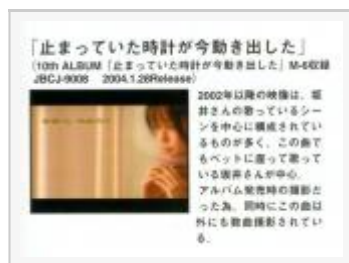 「止まっていた時計が今動き出した」
(10th ALBUM「止まっていた時計が今動き出した」M-6収録
JBCJ-9008 2004.1.28Release)
2002年以降の映像は、坂
井さんの歌っているシー
ンを中心に構成されてい
るものが多く、この曲で
もベットに座って歌って
いる坂井さんが中心。
アルバム発売時の撮影だ
った為、同時にこの曲以
外にも数曲撮影されてい
る。